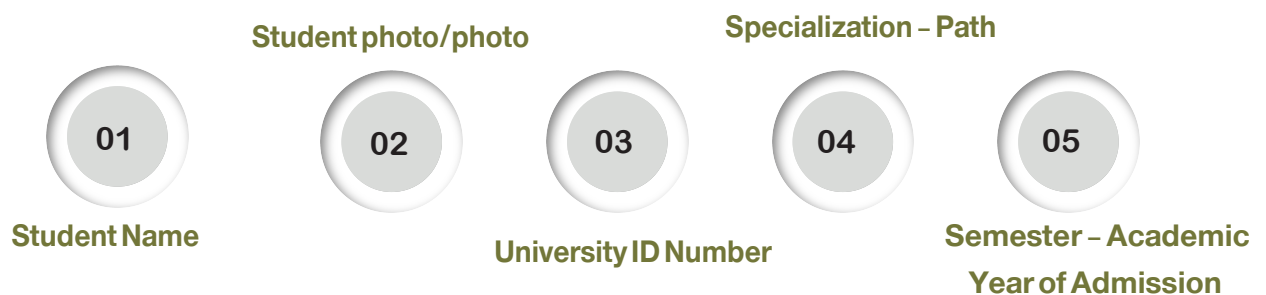 Student photo/photo
Specialization – Path
01
02
03
04
05
Student Name
University ID Number
Semester – Academic
Year of Admission